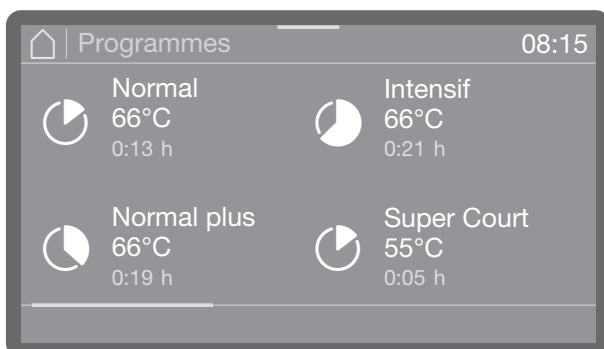 Programmes 08:15
Normal
66°C
0:13 h
Intensif
66°C
0:21 h
Normal plus
66°C
0:19 h
Super Court
55°C
0:05 h